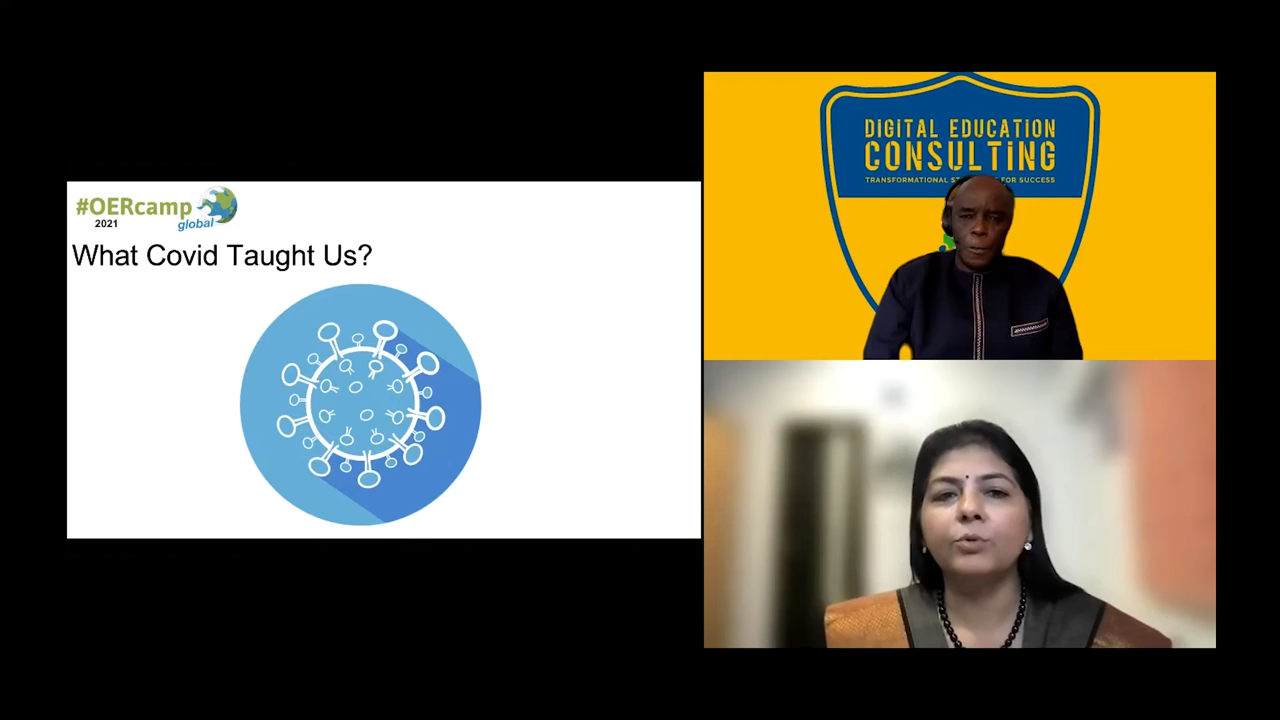 #OERcamp
2021 global
What Covid Taught Us?
DIGITAL EDUCATION
CONSULTING
TRANSFORMATIONAL FOR SUCCESS